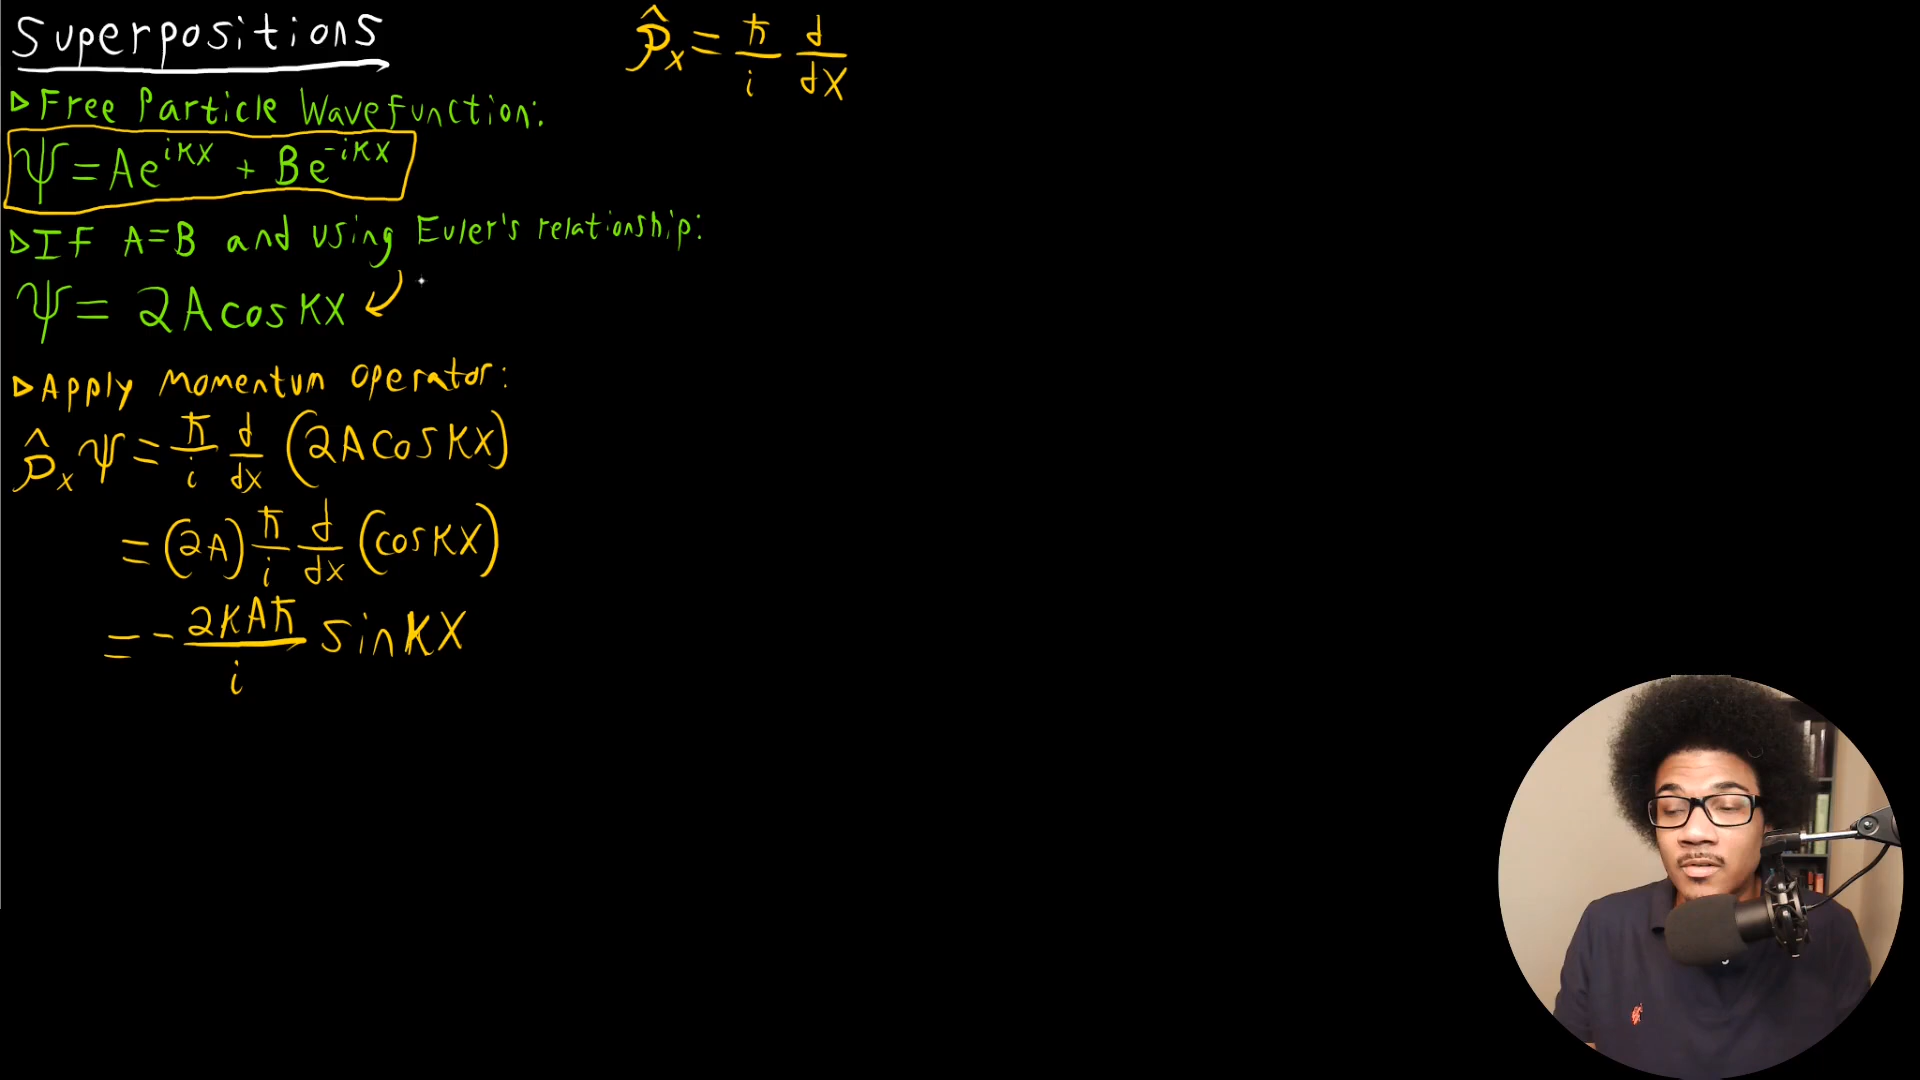 Superpositions
p̂ₓ = ħ/i d/dx
▷Free Particle Wavefunction:
ψ = Ae^{ikx} + Be^{-ikx}
▷IF A=B and using Euler's relationship:
ψ = 2A cos kx
▷Apply Momentum Operator:
p̂ₓψ = ħ/i d/dx (2A cos kx)
= (2A) ħ/i d/dx (cos kx)
= - 2kAħ/i sin kx